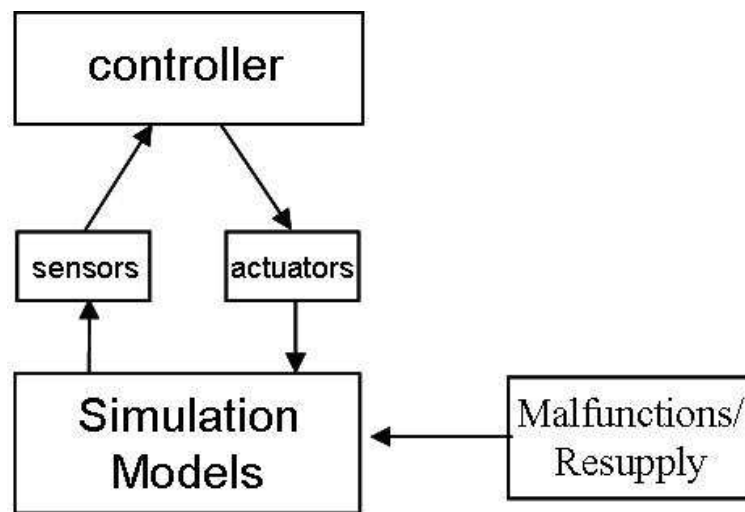 controller
sensors
actuators
Simulation
Models
Malfunctions/
Resupply